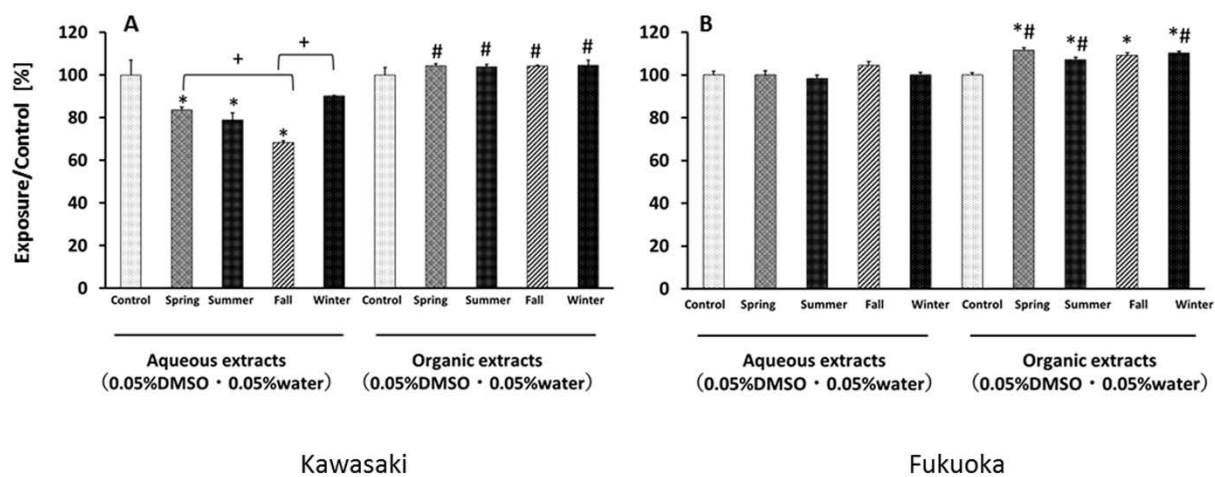 A
Exposure/Control [%]
120
100
80
60
40
20
0
+
+
*
*
*
#
#
#
#
Control Spring Summer Fall Winter Control Spring Summer Fall Winter
Aqueous extracts
(0.05%DMSO・0.05%water)
Organic extracts
(0.05%DMSO・0.05%water)
Kawasaki
B
120
100
80
60
40
20
0
*#
*#
*
*#
Control Spring Summer Fall Winter Control Spring Summer Fall Winter
Aqueous extracts
(0.05%DMSO・0.05%water)
Organic extracts
(0.05%DMSO・0.05%water)
Fukuoka